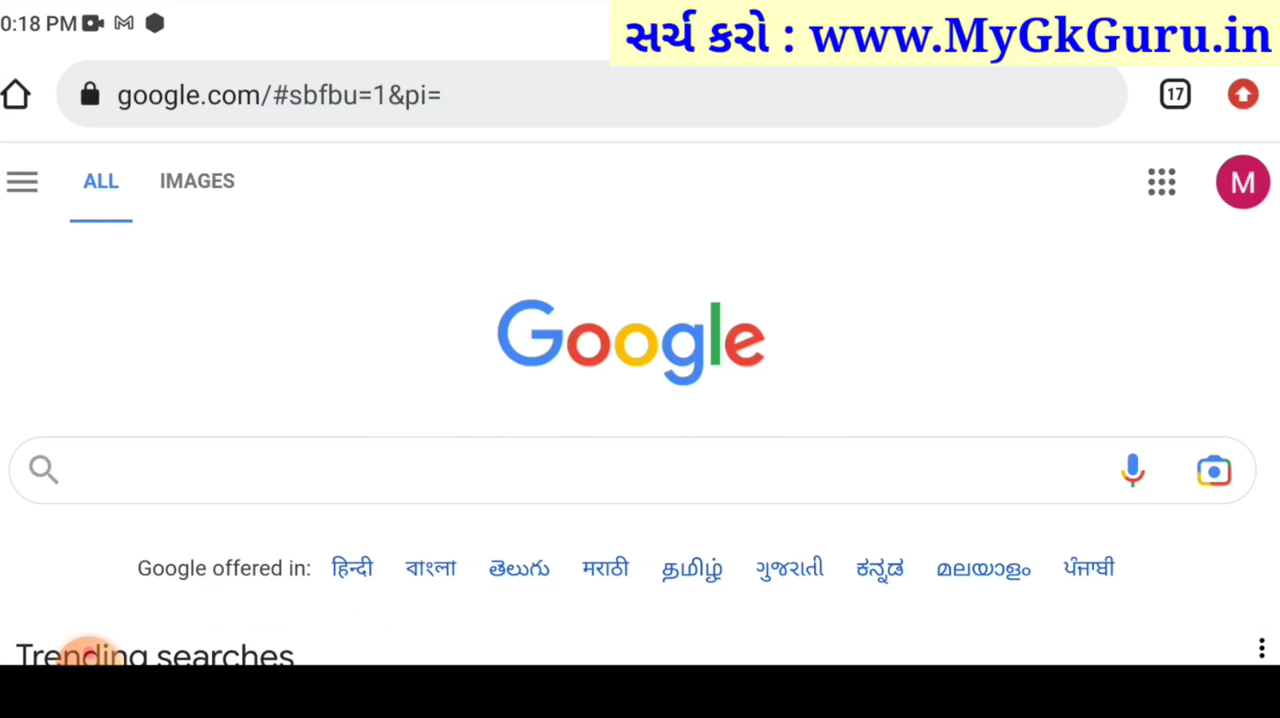 0:18 PM
સર્ચ કરો : www.MyGkGuru.in
google.com/#sbfbu=1&pi=
17
ALL IMAGES
M
Google
Google offered in: हिन्दी বাংলা తెలుగు मराठी தமிழ் ગુજરાતી ಕನ್ನಡ മലയാളം ਪੰਜਾਬੀ
Trending searches